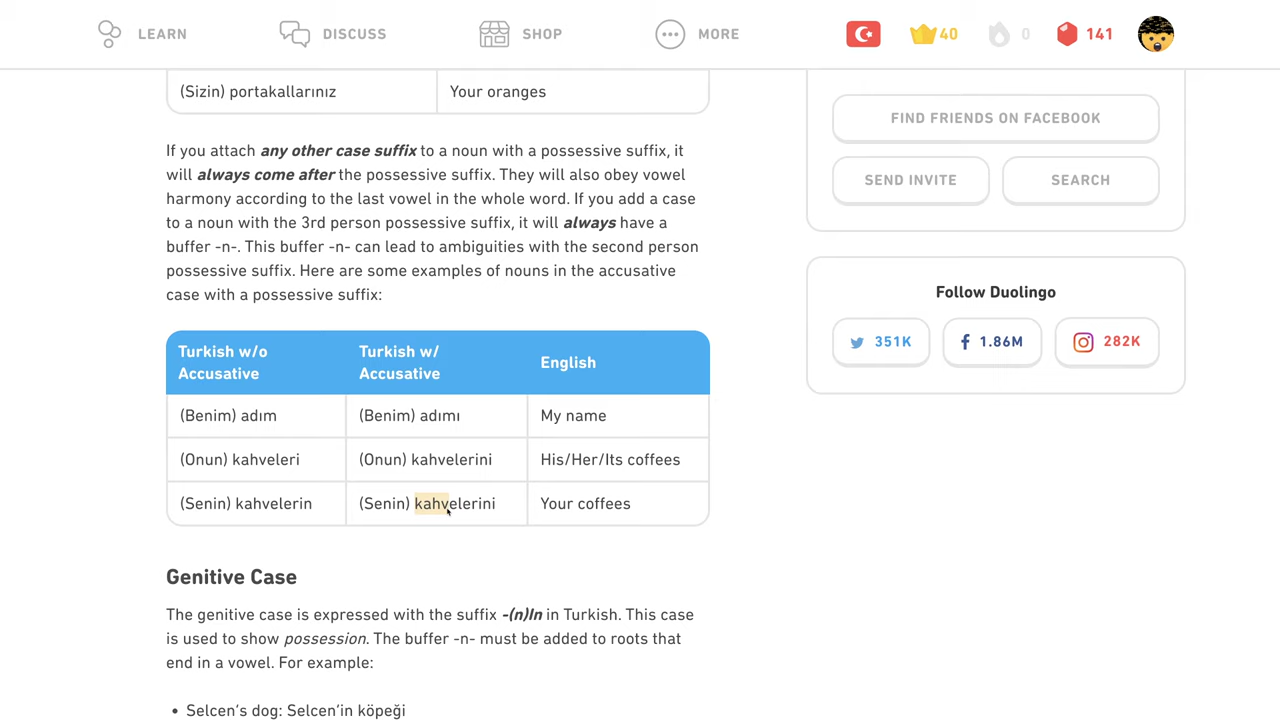 LEARN
DISCUSS
SHOP
MORE
40
0
141
(Sizin) portakallarınız
Your oranges
If you attach any other case suffix to a noun with a possessive suffix, it
will always come after the possessive suffix. They will also obey vowel
harmony according to the last vowel in the whole word. If you add a case
to a noun with the 3rd person possessive suffix, it will always have a
buffer -n-. This buffer -n- can lead to ambiguities with the second person
possessive suffix. Here are some examples of nouns in the accusative
case with a possessive suffix:
Turkish w/o
Accusative
Turkish w/
Accusative
English
(Benim) adım
(Benim) adımı
My name
(Onun) kahveleri
(Onun) kahvelerini
His/Her/Its coffees
(Senin) kahvelerin
(Senin) kahvelerini
Your coffees
Genitive Case
The genitive case is expressed with the suffix -(n)In in Turkish. This case
is used to show possession. The buffer -n- must be added to roots that
end in a vowel. For example:
• Selcen's dog: Selcen'in köpeği
FIND FRIENDS ON FACEBOOK
SEND INVITE
SEARCH
Follow Duolingo
351K
1.86M
282K